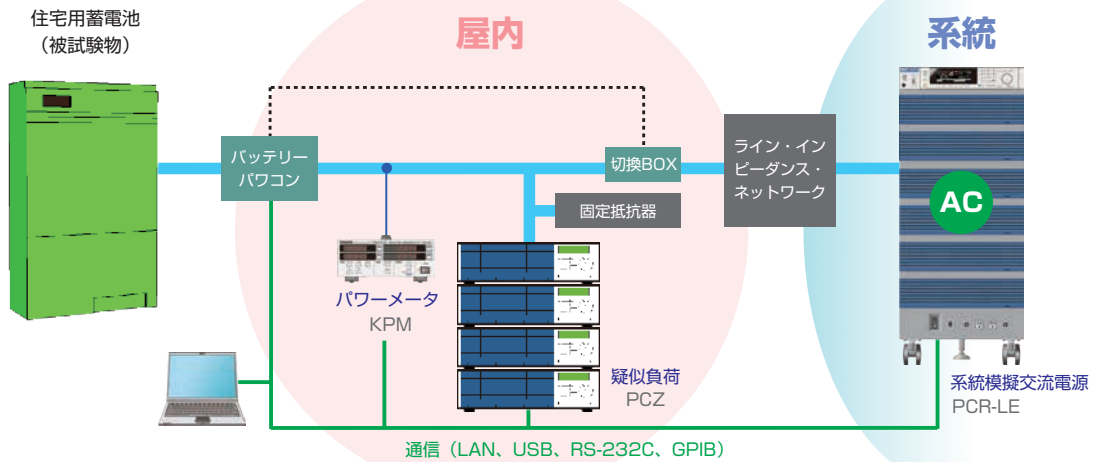 住宅用蓄電池
（被試験物）
屋内
系統
バッテリー
パワコン
切換BOX
ライン・イン
ピーダンス・
ネットワーク
固定抵抗器
AC
パワーメータ
KPM
疑似負荷
PCZ
系統模擬交流電源
PCR-LE
通信（LAN、USB、RS-232C、GPIB）